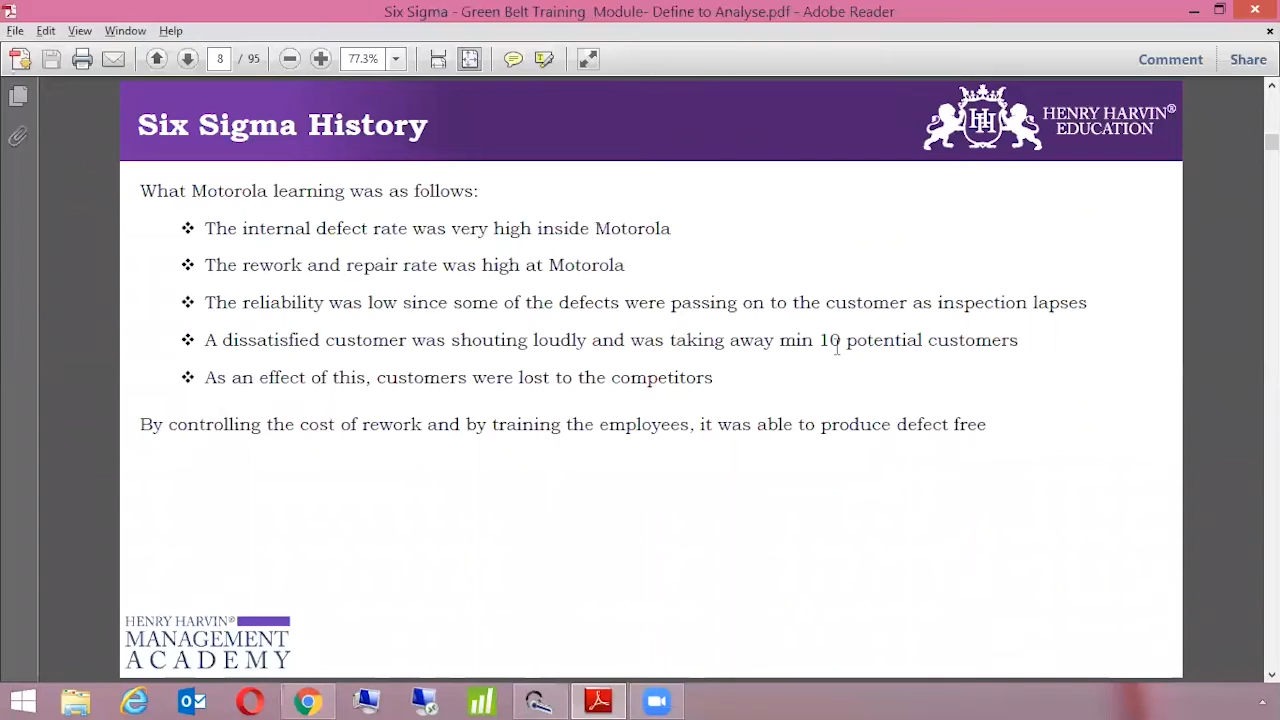 Six Sigma - Green Belt Training Module- Define to Analyse.pdf - Adobe Reader
File Edit View Window Help
8 / 95 77.3% Comment Share
Six Sigma History
HENRY HARVIN®
EDUCATION
What Motorola learning was as follows:
❖ The internal defect rate was very high inside Motorola
❖ The rework and repair rate was high at Motorola
❖ The reliability was low since some of the defects were passing on to the customer as inspection lapses
❖ A dissatisfied customer was shouting loudly and was taking away min 10 potential customers
❖ As an effect of this, customers were lost to the competitors
By controlling the cost of rework and by training the employees, it was able to produce defect free
HENRY HARVIN®
MANAGEMENT
ACADEMY